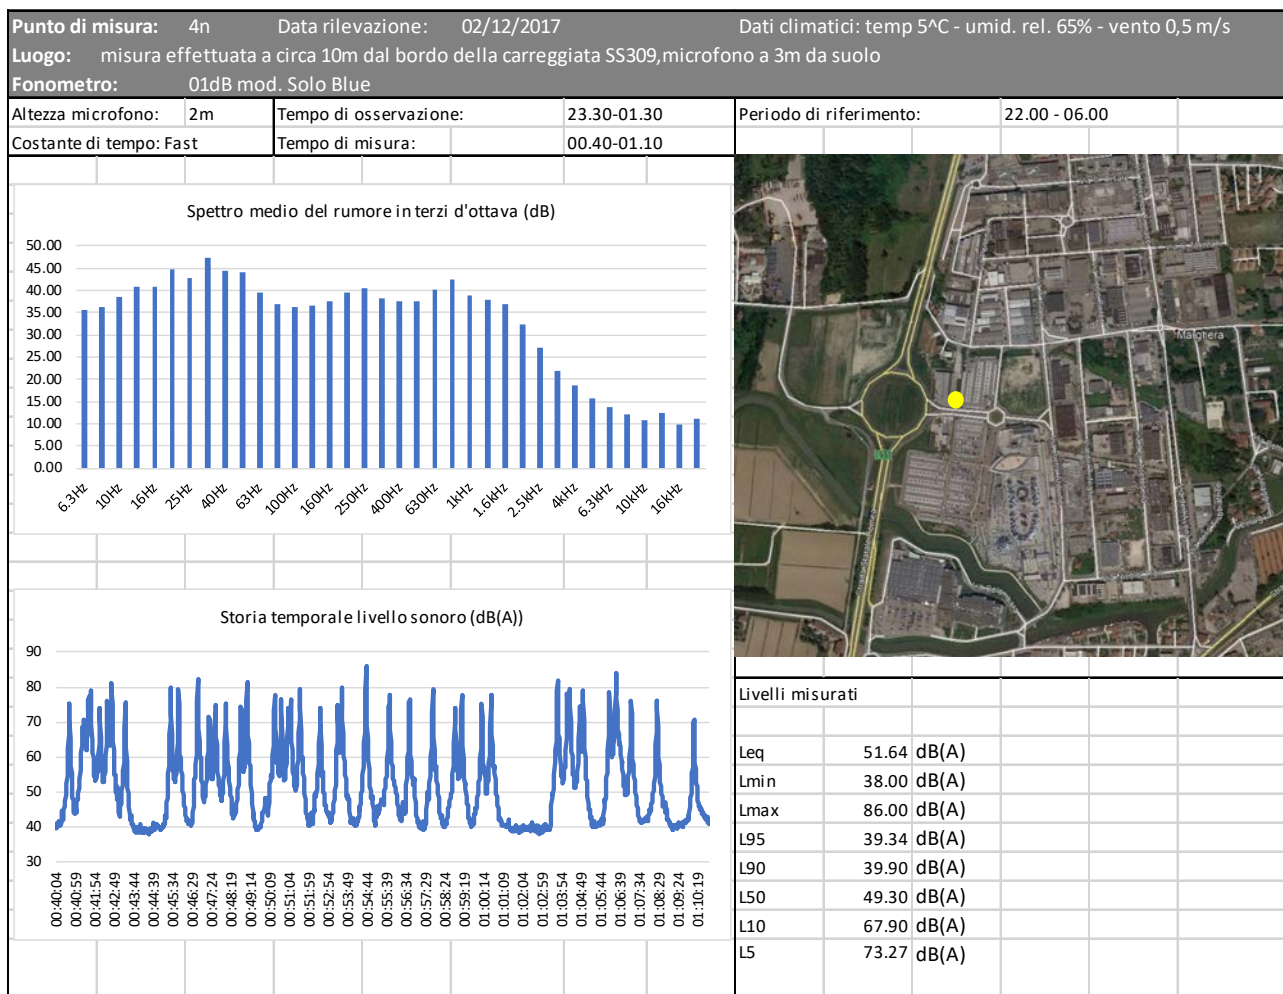 Punto di misura: 4n Data rilevazione: 02/12/2017 Dati climatici: temp 5^C - umid. rel. 65% - vento 0,5 m/s
Luogo: misura effettuata a circa 10m dal bordo della carreggiata SS309,microfono a 3m da suolo
Fonometro: 01dB mod. Solo Blue
Altezza microfono: 2m Tempo di osservazione: 23.30-01.30 Periodo di riferimento: 22.00 - 06.00
Costante di tempo: Fast Tempo di misura: 00.40-01.10
Spettro medio del rumore in terzi d'ottava (dB)
50.00
45.00
40.00
35.00
30.00
25.00
20.00
15.00
10.00
5.00
0.00
6.3Hz 10Hz 16Hz 25Hz 40Hz 63Hz 100Hz 160Hz 250Hz 400Hz 630Hz 1kHz 1.6kHz 2.5kHz 4kHz 6.3kHz 10kHz 16kHz
Malghera
Storia temporale livello sonoro (dB(A))
90
80
70
60
50
40
30
00:40:04 00:40:59 00:41:54 00:42:49 00:43:44 00:44:39 00:45:34 00:46:29 00:47:24 00:48:19 00:49:14 00:50:09 00:51:04 00:51:59 00:52:54 00:53:49 00:54:44 00:55:39 00:56:34 00:57:29 00:58:24 00:59:19 01:00:14 01:01:09 01:02:04 01:02:59 01:03:54 01:04:49 01:05:44 01:06:39 01:07:34 01:08:29 01:09:24 01:10:19
Livelli misurati
Leq 51.64 dB(A)
Lmin 38.00 dB(A)
Lmax 86.00 dB(A)
L95 39.34 dB(A)
L90 39.90 dB(A)
L50 49.30 dB(A)
L10 67.90 dB(A)
L5 73.27 dB(A)